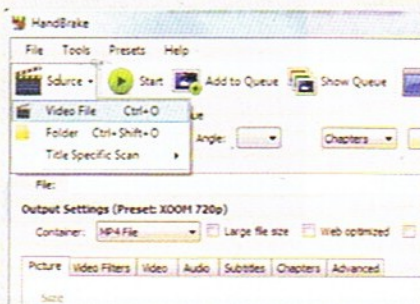 HandBrake
File Tools Presets Help
Source Start Add to Queue Show Queue
Video File Ctrl+O
Folder Ctrl+Shift+O Angle: Chapters
Title Specific Scan
File:
Output Settings (Preset: XOOM 720p)
Container: MP4 File Large file size Web optimized
Picture Video Filters Video Audio Subtitles Chapters Advanced
Size